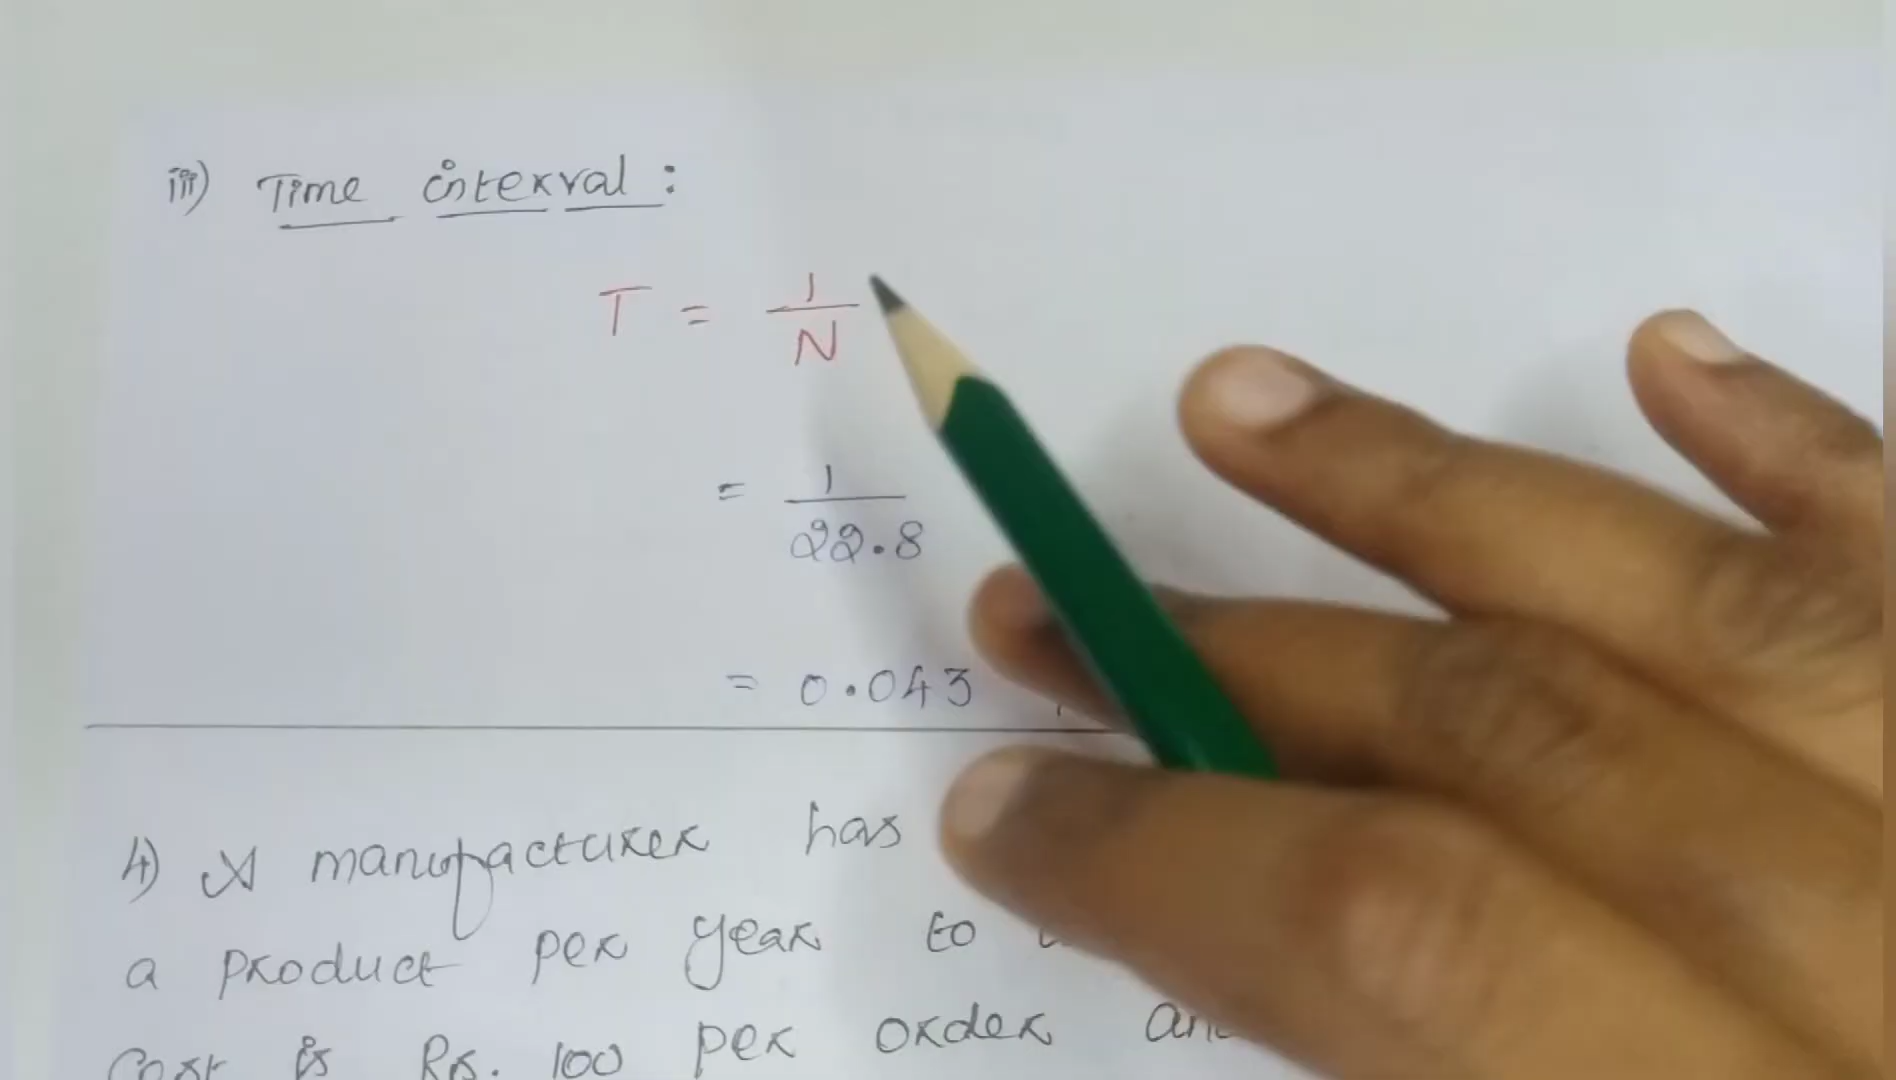 iii) Time interval :
T = 1/N
= 1/22.8
= 0.043
4) A manufacturer has
a product per year to
Cost is Rs. 100 per order and